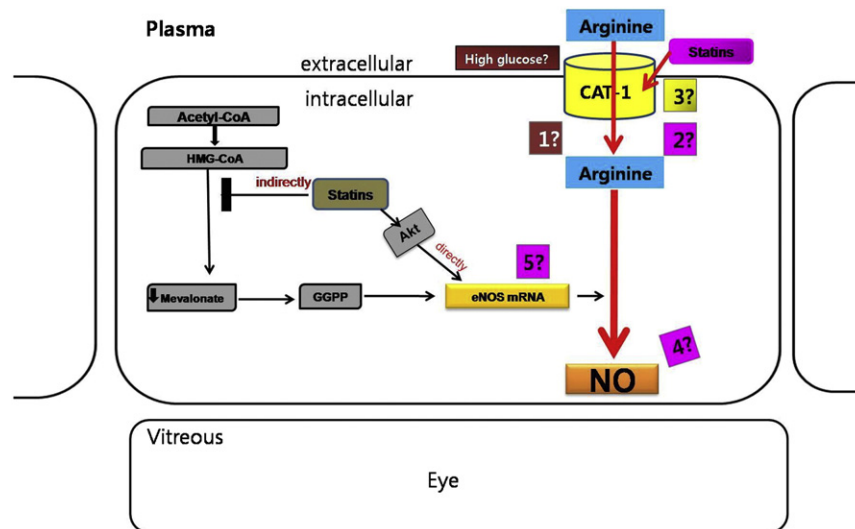 Plasma
Arginine
extracellular
High glucose?
Statins
intracellular
CAT-1
3?
Acetyl-CoA
1?
2?
HMG-CoA
Arginine
indirectly
Statins
Akt
directly
5?
Mevalonate
GGPP
eNOS mRNA
4?
NO
Vitreous
Eye